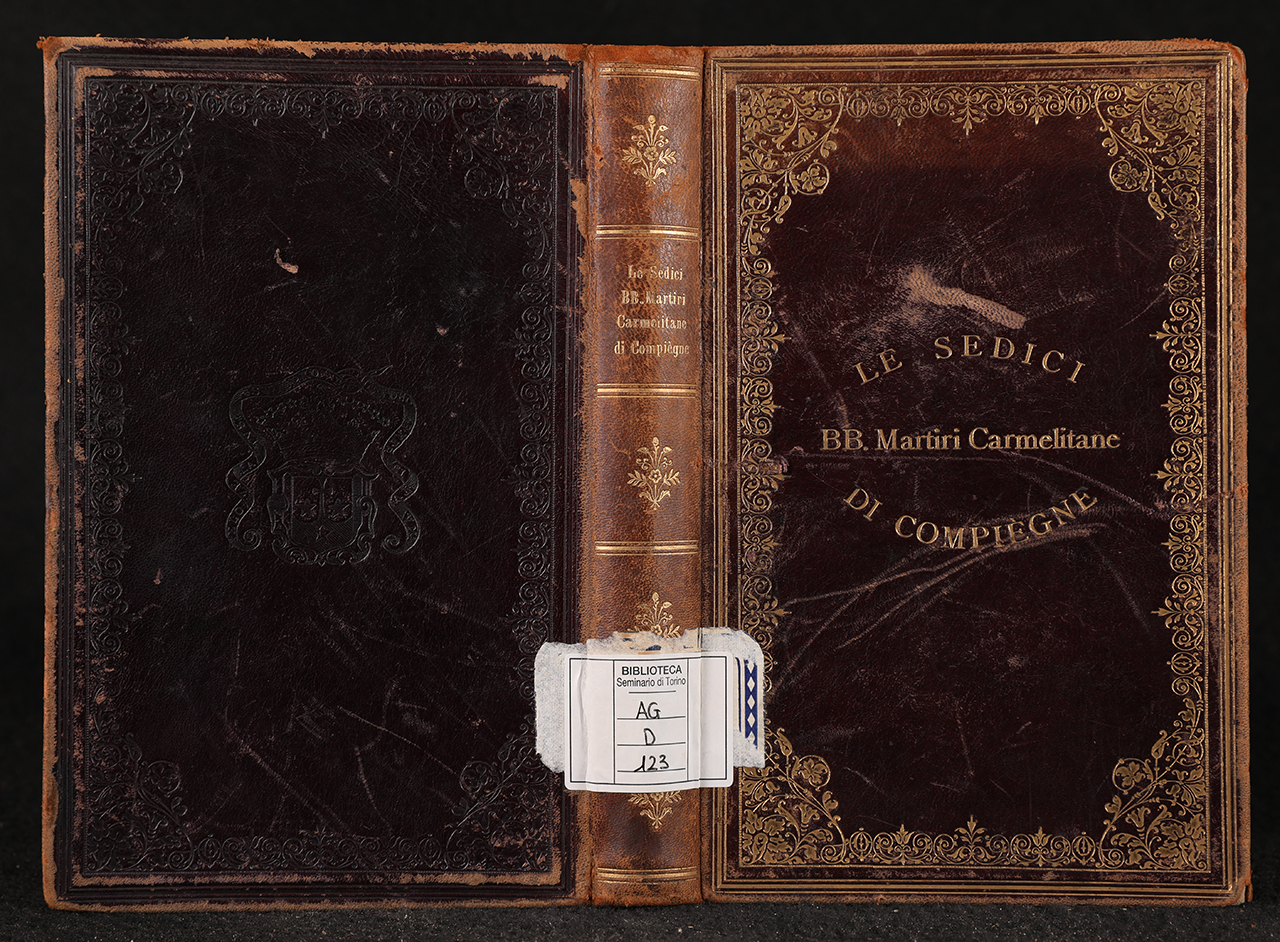 Le Sedici
BB. Martiri
Carmelitane
di Compiègne
BIBLIOTECA
Seminario di Torino
AG
D
123
LE SEDICI
BB. Martiri Carmelitane
DI COMPIEGNE